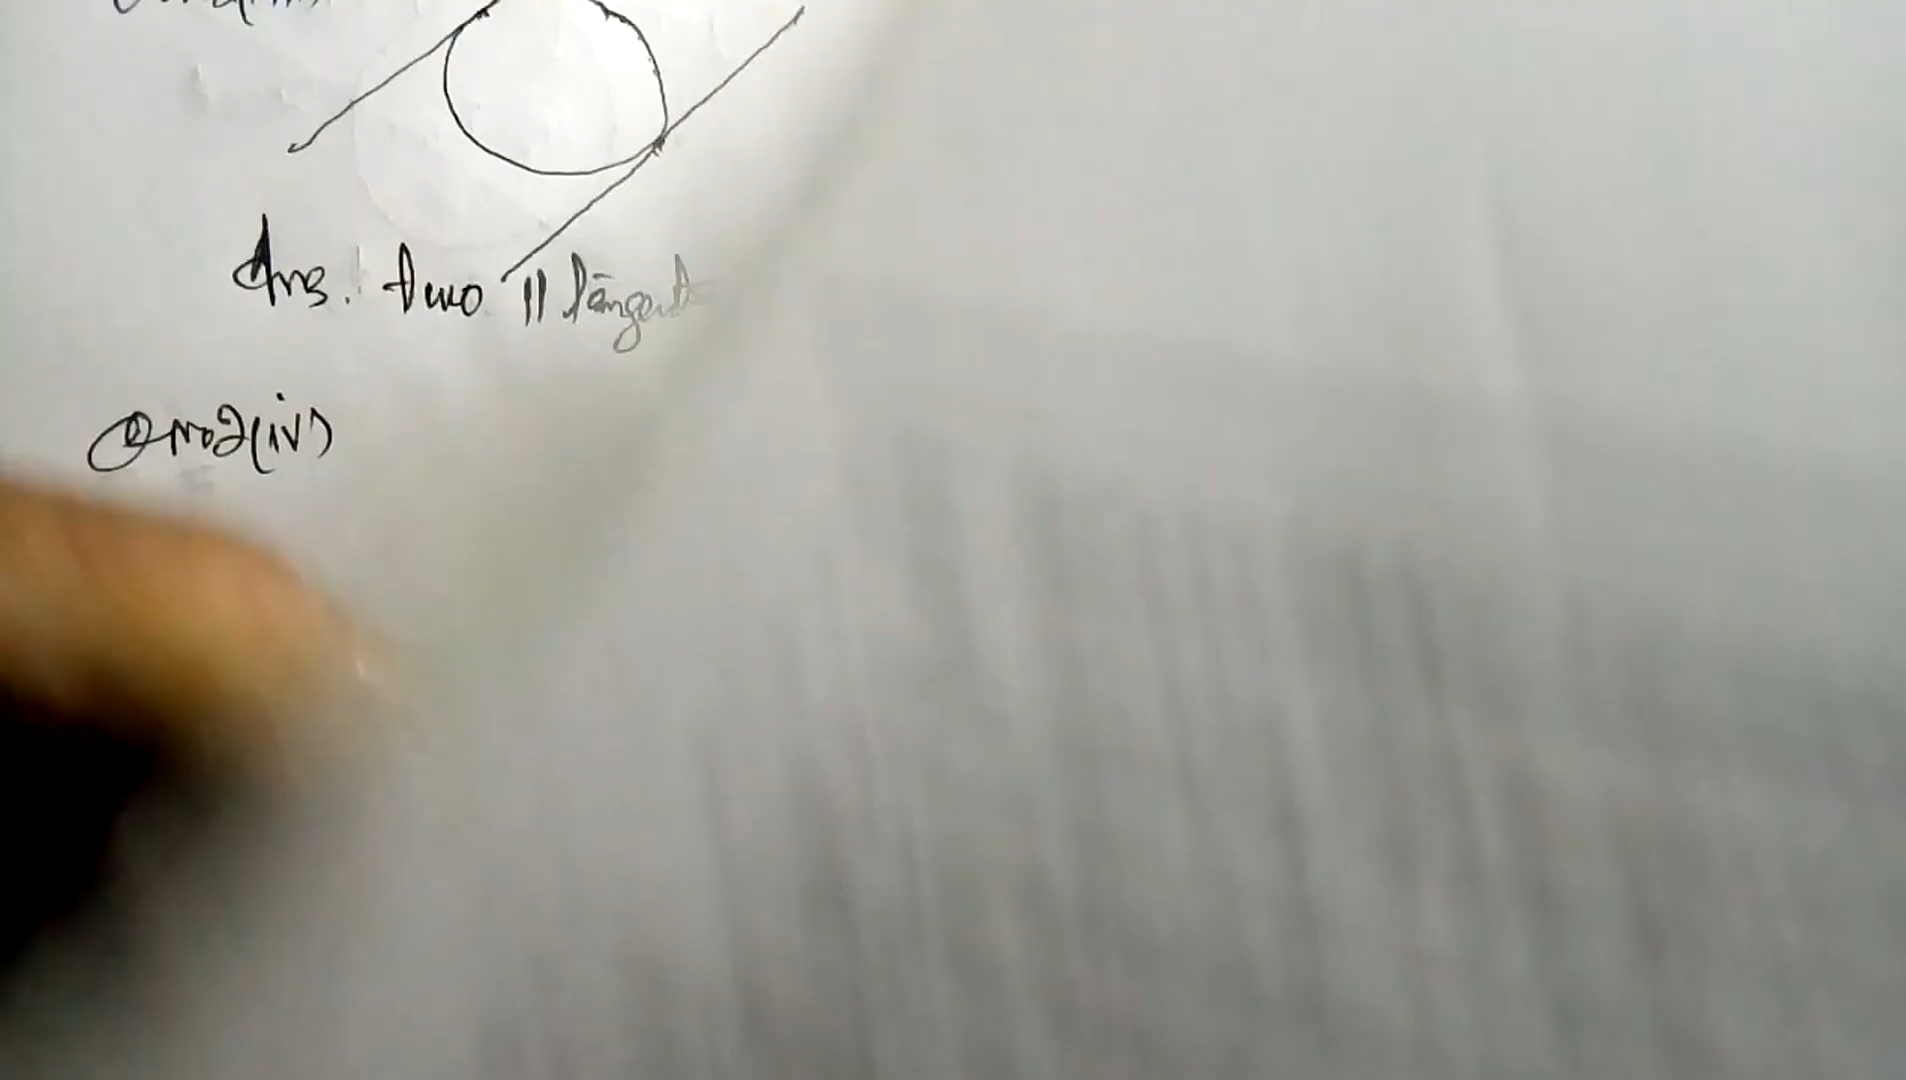 Ans. two || tangent
Q No 2(iv)